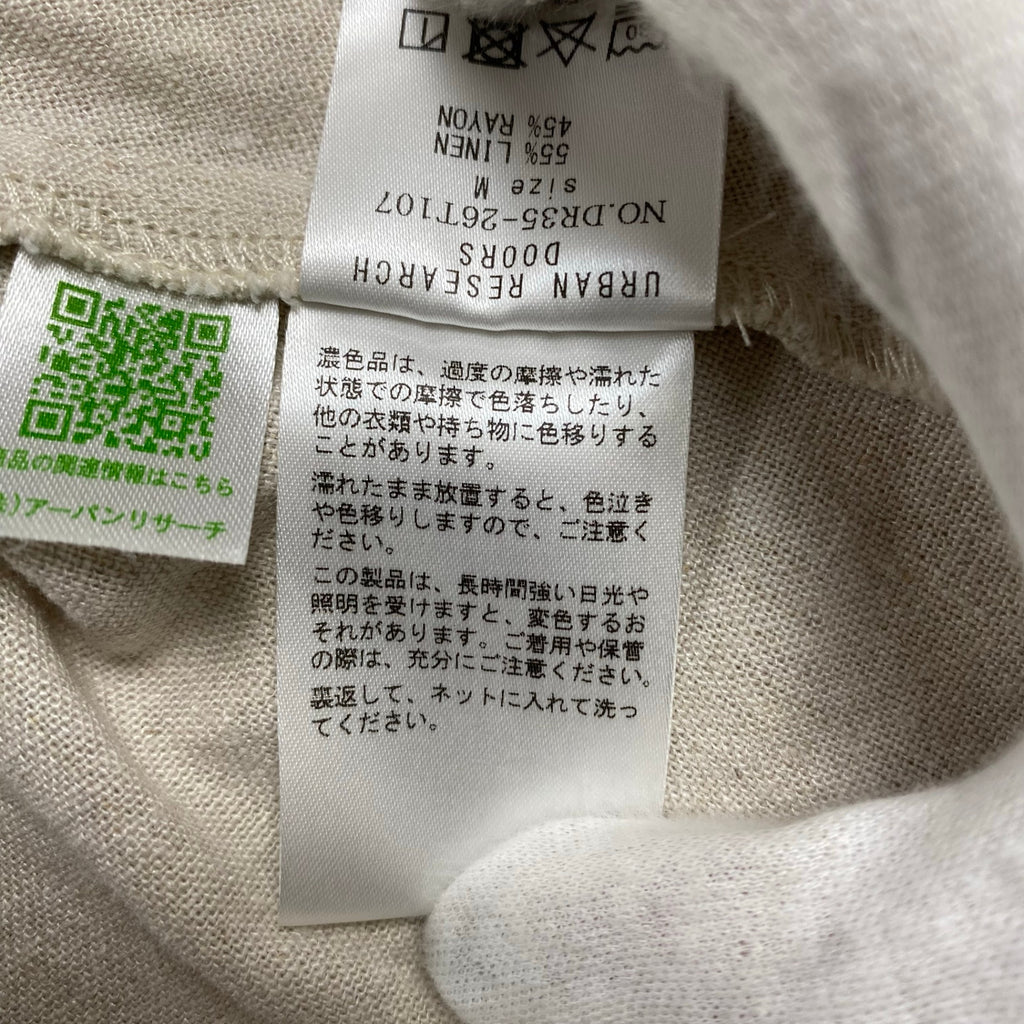 URBAN RESEARCH
DOORS
NO.DR35-26T107
size M
55% LINEN
45% RAYON
30
濃色品は、過度の摩擦や濡れた
状態での摩擦で色落ちしたり、
他の衣類や持ち物に色移りする
ことがあります。
濡れたまま放置すると、色泣き
や色移りしますので、ご注意く
ださい。
この製品は、長時間強い日光や
照明を受けますと、変色するお
それがあります。ご着用や保管
の際は、充分にご注意ください。
裏返して、ネットに入れて洗っ
てください。
品の関連情報はこちら
)アーバンリサーチ